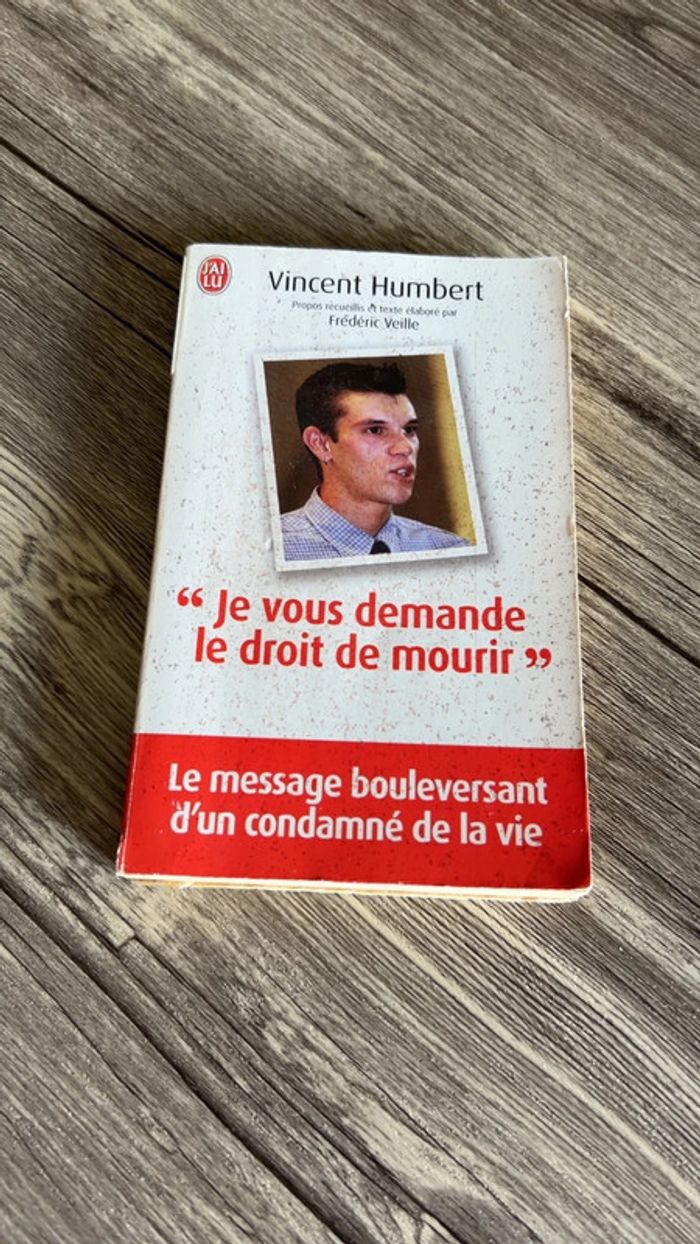 J'AI
LU
Vincent Humbert
Propos recueillis et texte élaboré par
Frédéric Veille
“ Je vous demande
le droit de mourir ”
Le message bouleversant
d'un condamné de la vie